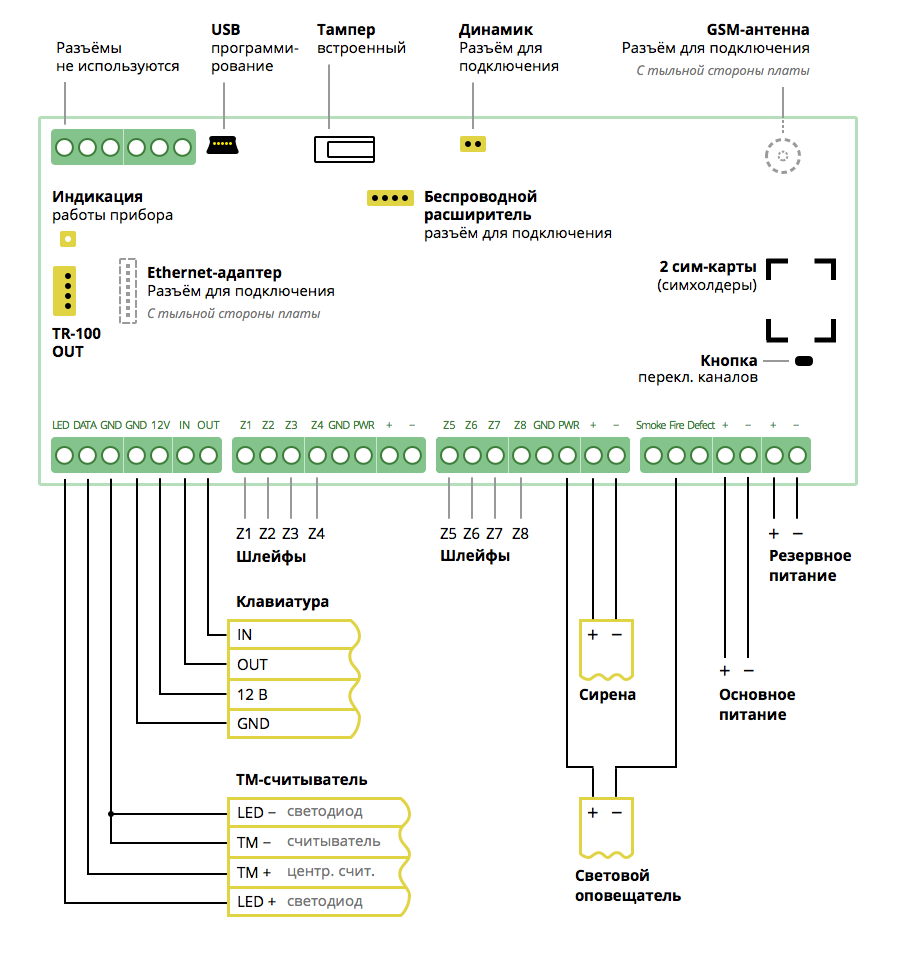 Разъёмы
не используются
USB
программи-
рование
Тампер
встроенный
Динамик
Разъём для
подключения
GSM-антенна
Разъём для подключения
С тыльной стороны платы
Индикация
работы прибора
Беспроводной
расширитель
разъём для подключения
Ethernet-адаптер
Разъём для подключения
С тыльной стороны платы
TR-100
OUT
2 сим-карты
(симхолдеры)
Кнопка
перекл. каналов
LED DATA GND GND 12V IN OUT
Z1 Z2 Z3 Z4 GND PWR + −
Z5 Z6 Z7 Z8 GND PWR + −
Smoke Fire Defect + − + −
Z1 Z2 Z3 Z4
Шлейфы
Z5 Z6 Z7 Z8
Шлейфы
+ −
Резервное
питание
Клавиатура
IN
OUT
12 В
GND
+ −
Сирена
+ −
Основное
питание
ТМ-считыватель
LED − светодиод
TM − считыватель
TM + центр. счит.
LED + светодиод
+ −
Световой
оповещатель